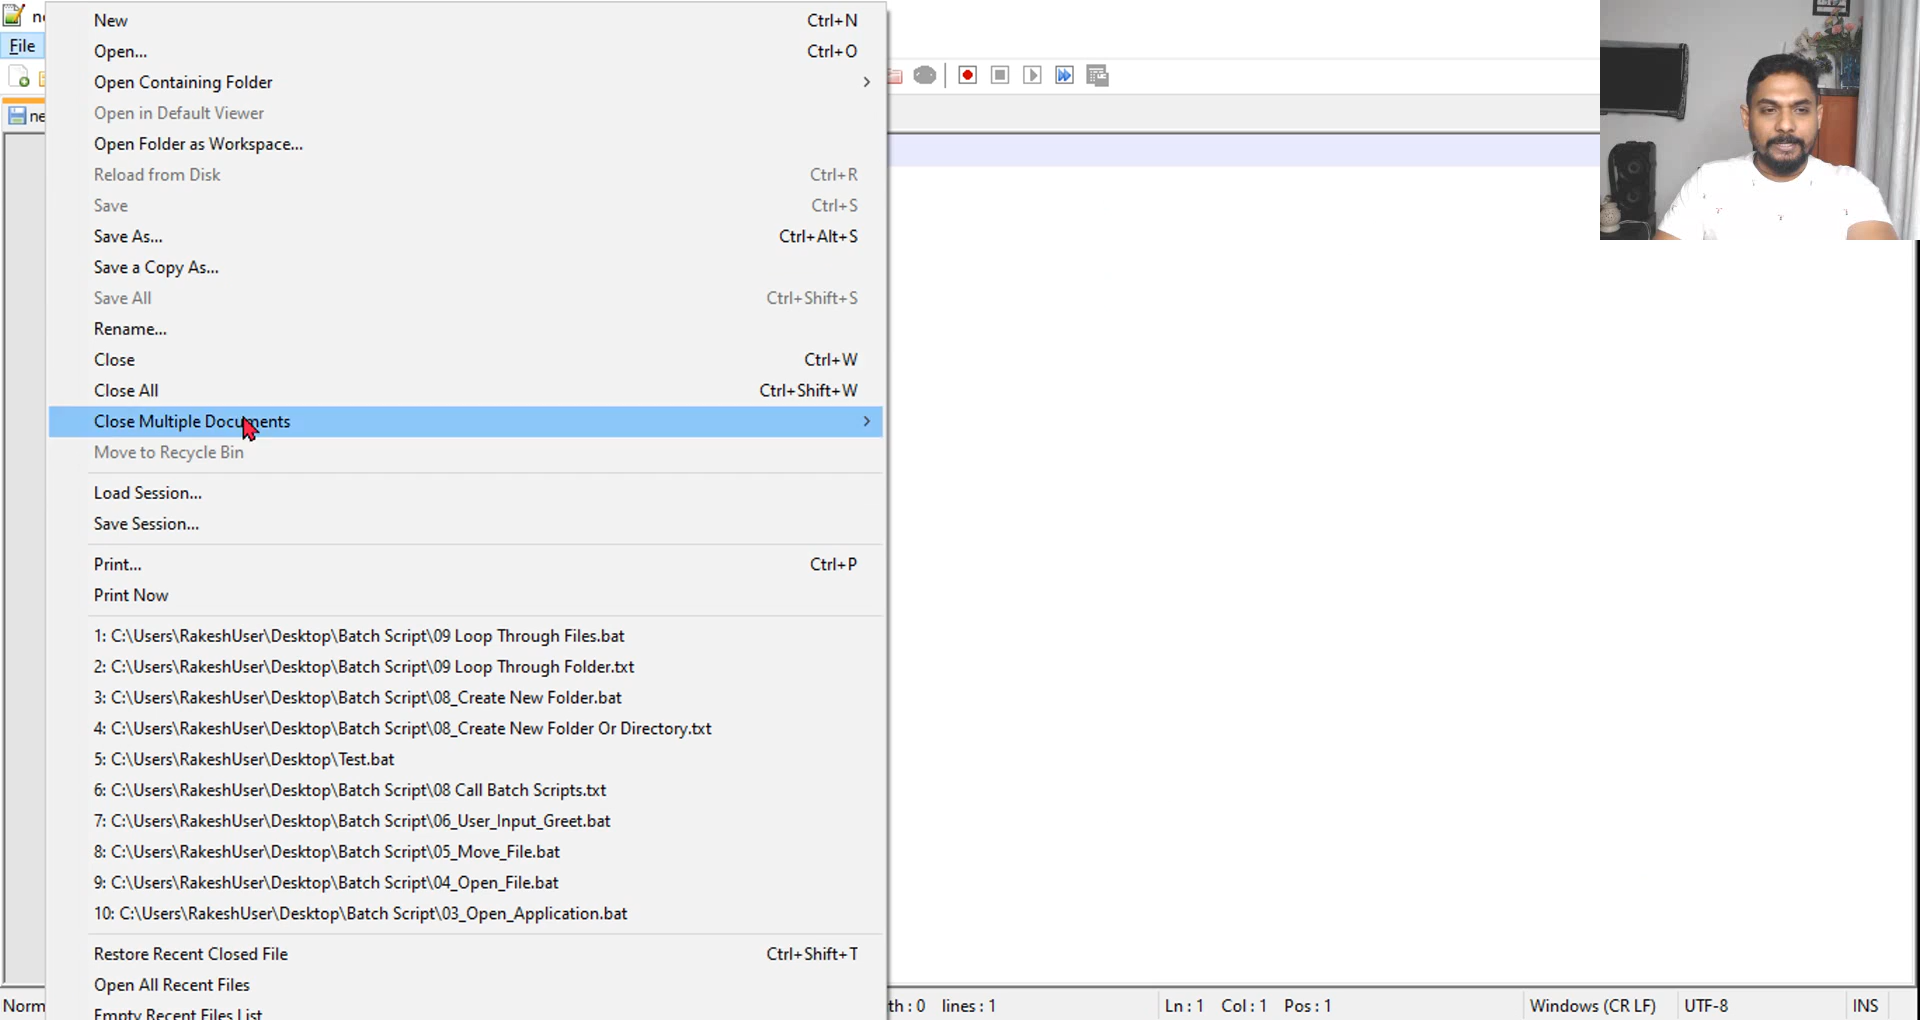 ne
File
New Ctrl+N
Open... Ctrl+O
Open Containing Folder
Open in Default Viewer
Open Folder as Workspace...
Reload from Disk Ctrl+R
Save Ctrl+S
Save As... Ctrl+Alt+S
Save a Copy As...
Save All Ctrl+Shift+S
Rename...
Close Ctrl+W
Close All Ctrl+Shift+W
Close Multiple Documents
Move to Recycle Bin
Load Session...
Save Session...
Print... Ctrl+P
Print Now
1: C:\Users\RakeshUser\Desktop\Batch Script\09 Loop Through Files.bat
2: C:\Users\RakeshUser\Desktop\Batch Script\09 Loop Through Folder.txt
3: C:\Users\RakeshUser\Desktop\Batch Script\08_Create New Folder.bat
4: C:\Users\RakeshUser\Desktop\Batch Script\08_Create New Folder Or Directory.txt
5: C:\Users\RakeshUser\Desktop\Test.bat
6: C:\Users\RakeshUser\Desktop\Batch Script\08 Call Batch Scripts.txt
7: C:\Users\RakeshUser\Desktop\Batch Script\06_User_Input_Greet.bat
8: C:\Users\RakeshUser\Desktop\Batch Script\05_Move_File.bat
9: C:\Users\RakeshUser\Desktop\Batch Script\04_Open_File.bat
10: C:\Users\RakeshUser\Desktop\Batch Script\03_Open_Application.bat
Restore Recent Closed File Ctrl+Shift+T
Open All Recent Files
Empty Recent Files List
Norm th : 0 lines : 1 Ln : 1 Col : 1 Pos : 1 Windows (CR LF) UTF-8 INS